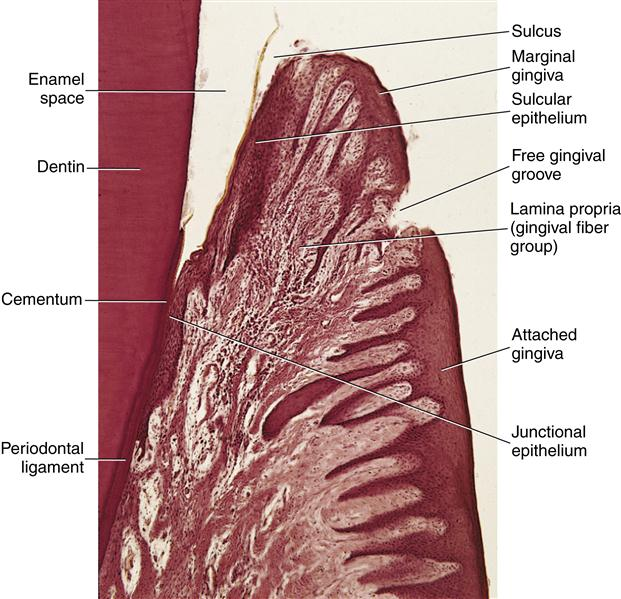 Enamel
space
Dentin
Cementum
Periodontal
ligament
Sulcus
Marginal
gingiva
Sulcular
epithelium
Free gingival
groove
Lamina propria
(gingival fiber
group)
Attached
gingiva
Junctional
epithelium